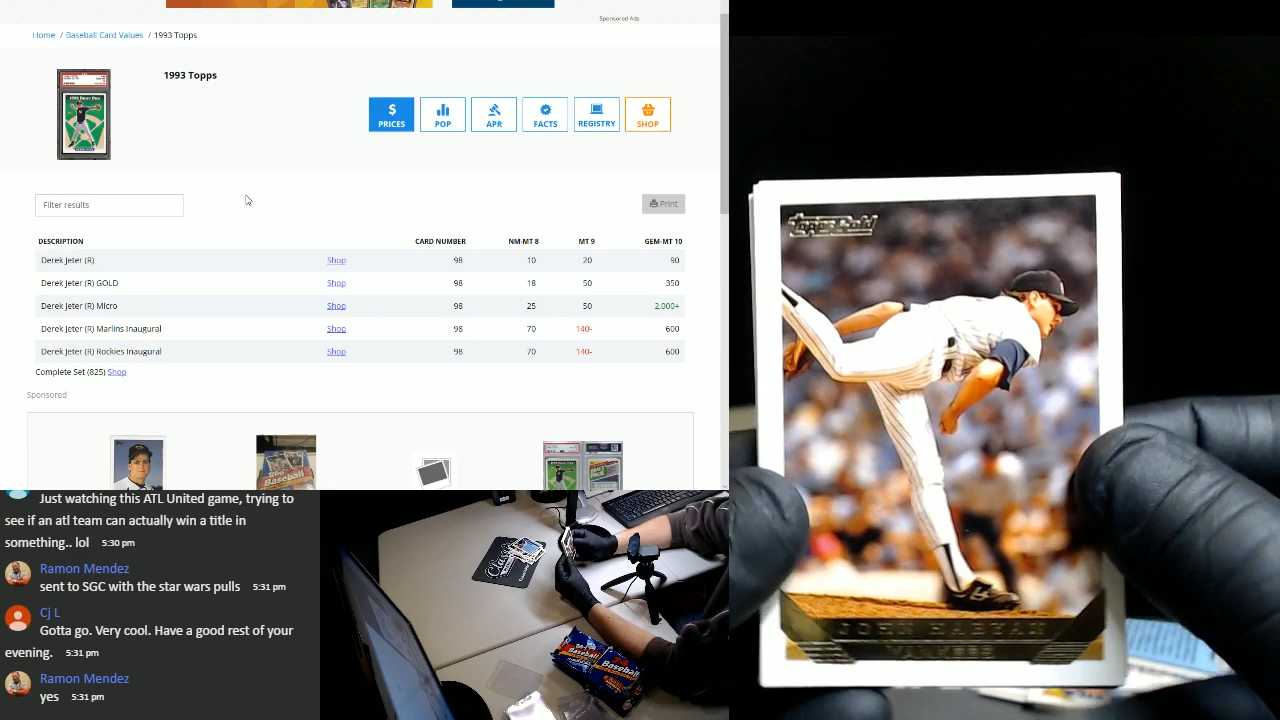 Sponsored Ads
Home / Baseball Card Values / 1993 Topps
1993 Topps
$ PRICES
POP
APR
FACTS
REGISTRY
SHOP
Filter results
Print
DESCRIPTION CARD NUMBER NM-MT 8 MT 9 GEM-MT 10
Derek Jeter (R) Shop 98 10 20 90
Derek Jeter (R) GOLD Shop 98 18 50 350
Derek Jeter (R) Micro Shop 98 25 50 2,000+
Derek Jeter (R) Marlins Inaugural Shop 98 70 140- 600
Derek Jeter (R) Rockies Inaugural Shop 98 70 140- 600
Complete Set (825) Shop
Sponsored
Just watching this ATL United game, trying to
see if an atl team can actually win a title in
something.. lol 5:30 pm
Ramon Mendez
sent to SGC with the star wars pulls 5:31 pm
Cj L
Gotta go. Very cool. Have a good rest of your
evening. 5:31 pm
Ramon Mendez
yes 5:31 pm
Baseball
Baseball
Topps Gold
JOHN HABYAN
YANKEES